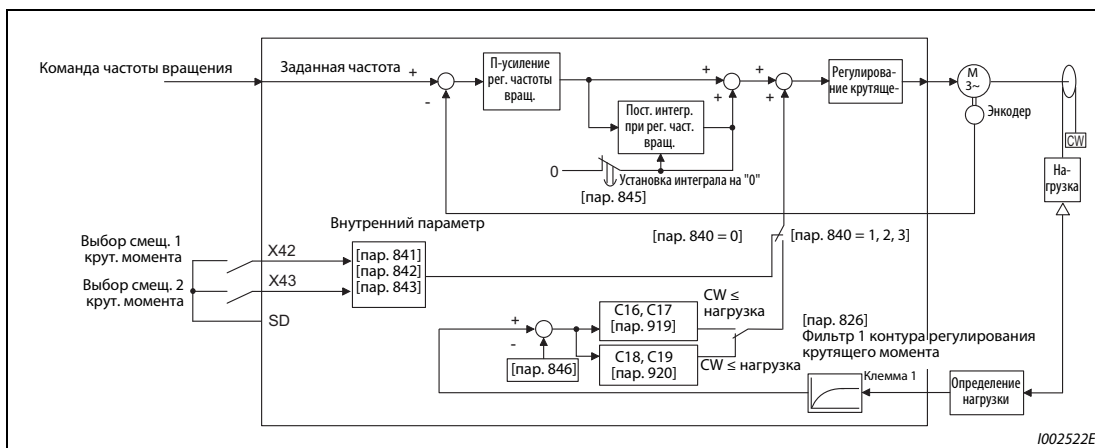 Команда частоты вращения
Заданная частота
+
-
П-усиление
рег. частоты
вращ.
+
+
+
+
Регулирова-
ние крутяще-
M
3~
Энкодер
CW
На-
грузка
Пост. интегр.
при рег. част.
вращ.
0
Установка интеграла на "0"
[пар. 845]
Внутренний параметр
[пар. 840 = 0]
[пар. 840 = 1, 2, 3]
Выбор смещ. 1
крут. момента
X42
Выбор смещ. 2
крут. момента
X43
SD
[пар. 841]
[пар. 842]
[пар. 843]
+
-
[пар. 846]
C16, C17
[пар. 919]
C18, C19
[пар. 920]
CW ≤
нагрузка
CW ≤ нагрузка
[пар. 826]
Фильтр 1 контура регулирования
крутящего момента
Клемма 1
Определение
нагрузки
I002522E